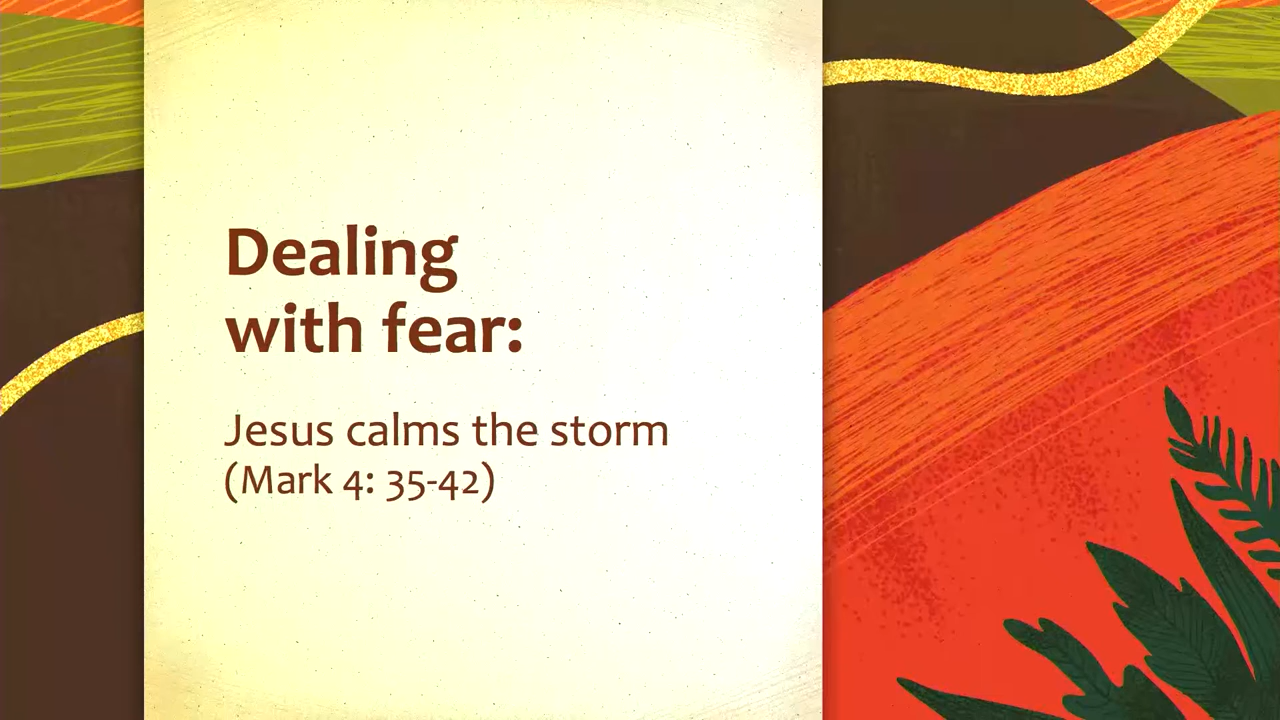 Dealing
with fear:
Jesus calms the storm
(Mark 4: 35-42)